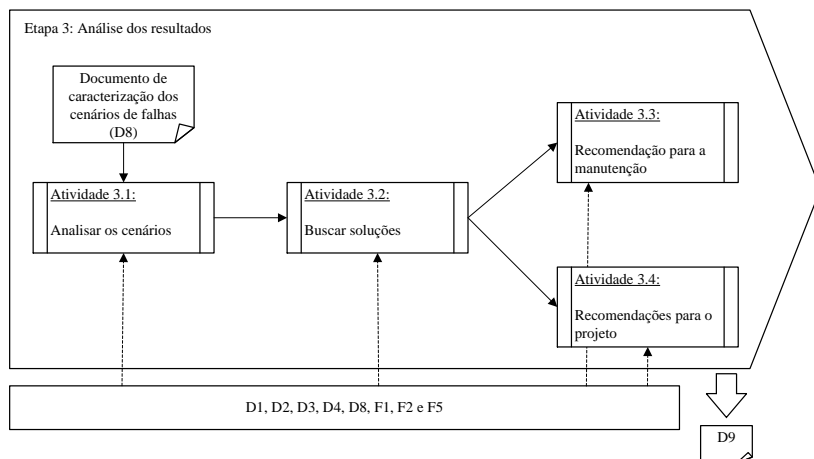 Etapa 3: Análise dos resultados
Documento de
caracterização dos
cenários de falhas
(D8)
Atividade 3.1:
Analisar os cenários
Atividade 3.2:
Buscar soluções
Atividade 3.3:
Recomendação para a
manutenção
Atividade 3.4:
Recomendações para o
projeto
D1, D2, D3, D4, D8, F1, F2 e F5
D9